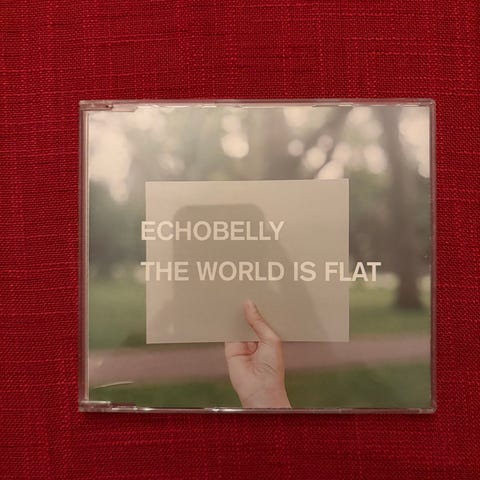 ECHOBELLY
THE WORLD IS FLAT